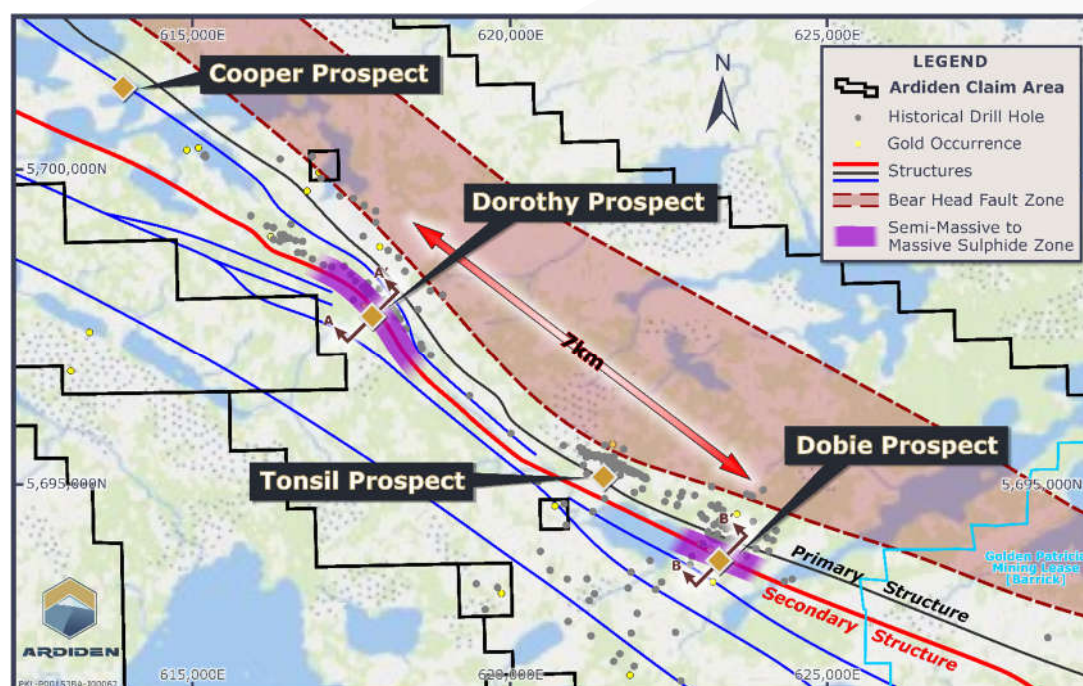 615,000E
620,000E
625,000E
Cooper Prospect
N
LEGEND
Ardiden Claim Area
Historical Drill Hole
Gold Occurrence
Structures
Bear Head Fault Zone
Semi-Massive to
Massive Sulphide Zone
5,700,000N
Dorothy Prospect
A'
A
7km
Dobie Prospect
Tonsil Prospect
5,695,000N
5,695,000N
B'
B
Primary Structure
Secondary Structure
Golden Patricia
Mining Lease
(Barrick)
ARDIDEN
615,000E
620,000E
625,000E